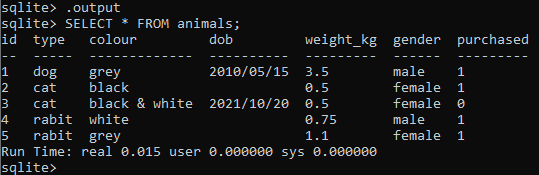 sqlite> .output
sqlite> SELECT * FROM animals;
id  type   colour         dob         weight_kg  gender  purchased
--  -----  -------------  ----------  ---------  ------  ---------
1   dog    grey           2010/05/15  3.5        male    1
2   cat    black                      0.5        female  1
3   cat    black & white  2021/10/20  0.5        female  0
4   rabit  white                      0.75       male    1
5   rabit  grey                       1.1        female  1
Run Time: real 0.015 user 0.000000 sys 0.000000
sqlite>